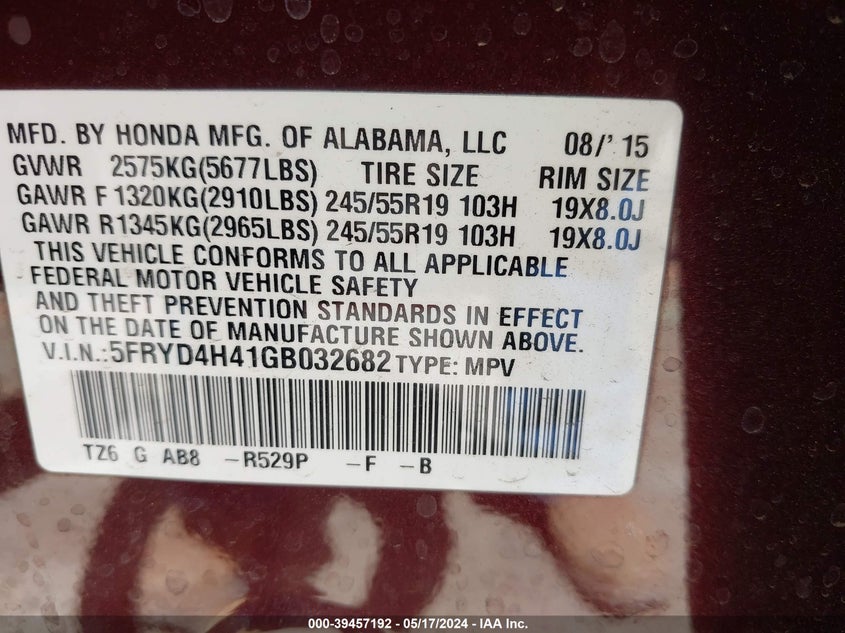 MFD. BY HONDA MFG. OF ALABAMA, LLC 08/' 15
GVWR 2575KG(5677LBS) TIRE SIZE RIM SIZE
GAWR F 1320KG(2910LBS) 245/55R19 103H 19X8.0J
GAWR R1345KG(2965LBS) 245/55R19 103H 19X8.0J
THIS VEHICLE CONFORMS TO ALL APPLICABLE
FEDERAL MOTOR VEHICLE SAFETY
AND THEFT PREVENTION STANDARDS IN EFFECT
ON THE DATE OF MANUFACTURE SHOWN ABOVE.
V.I.N.:5FRYD4H41GB032682 TYPE: MPV
TZ6 G AB8 –R529P –F –B
000-39457192 — 05/17/2024 — IAA Inc.